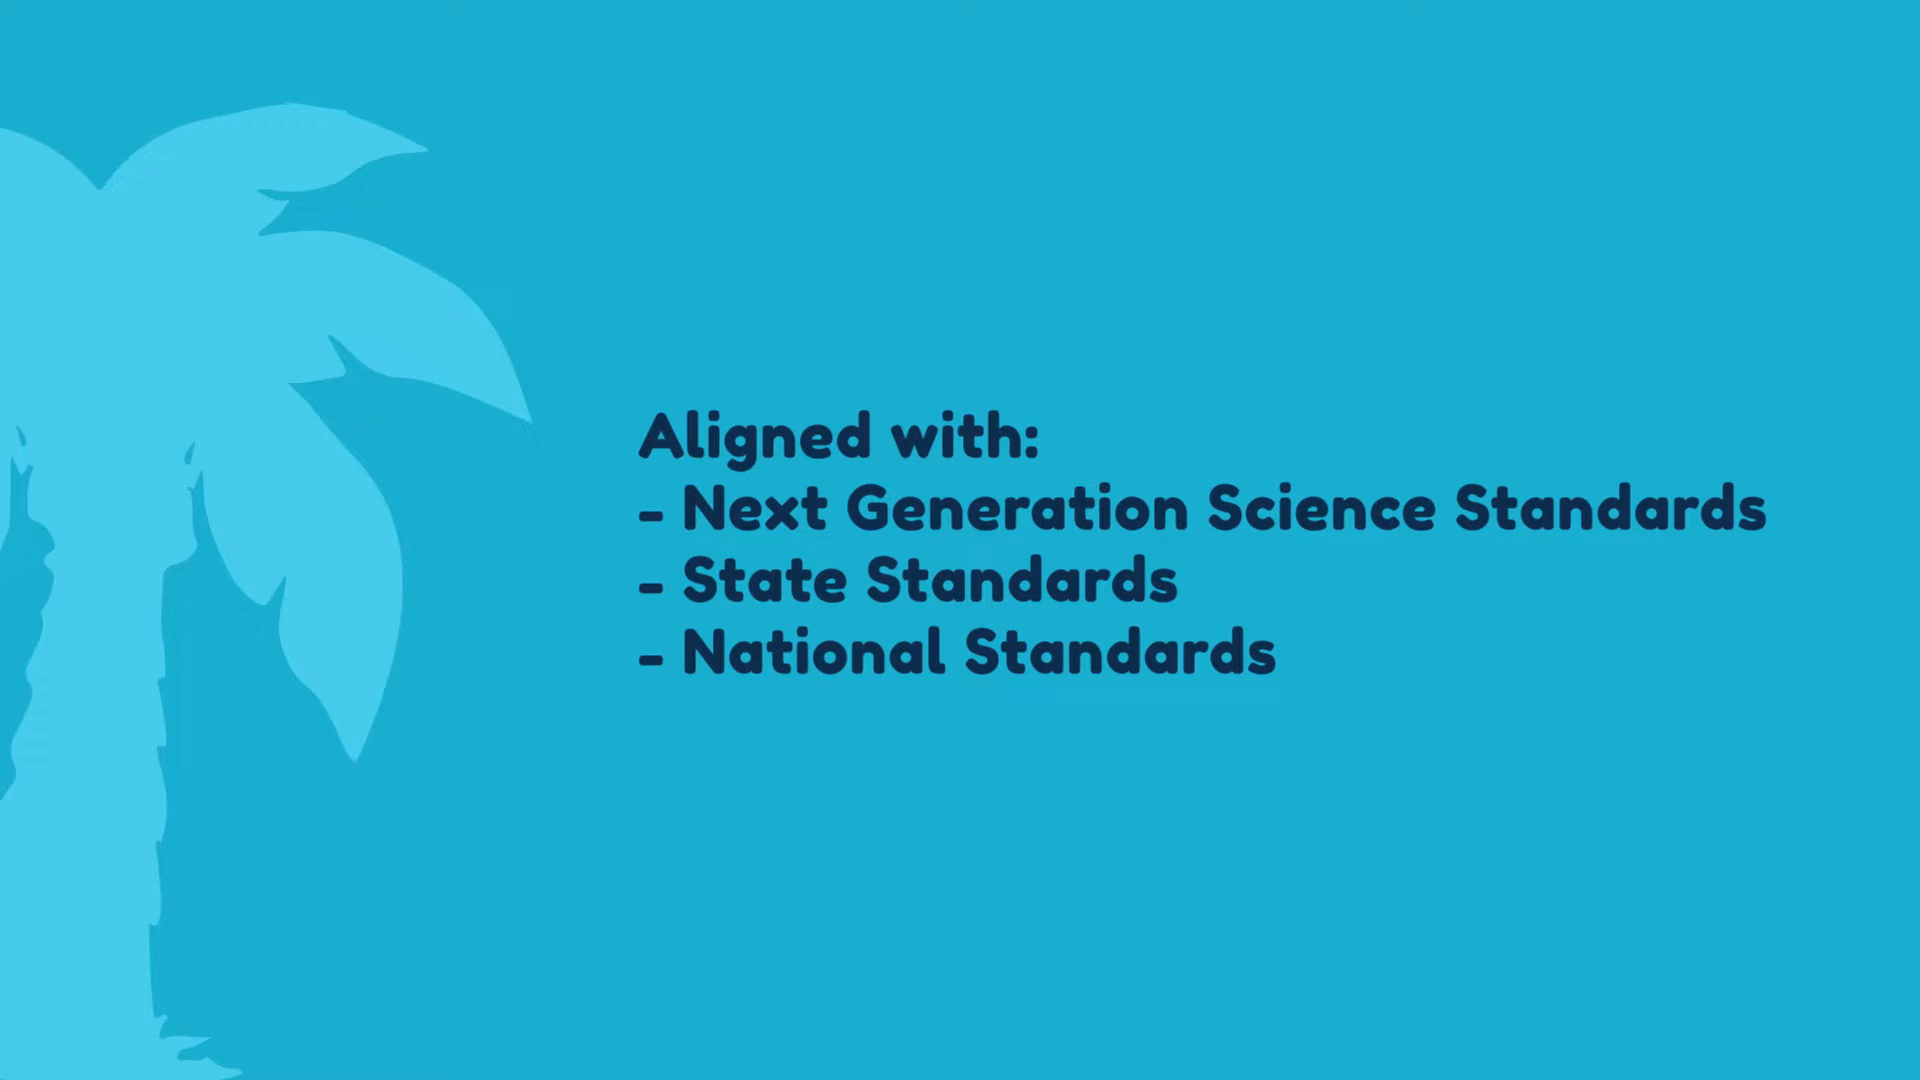 Aligned with:
- Next Generation Science Standards
- State Standards
- National Standards